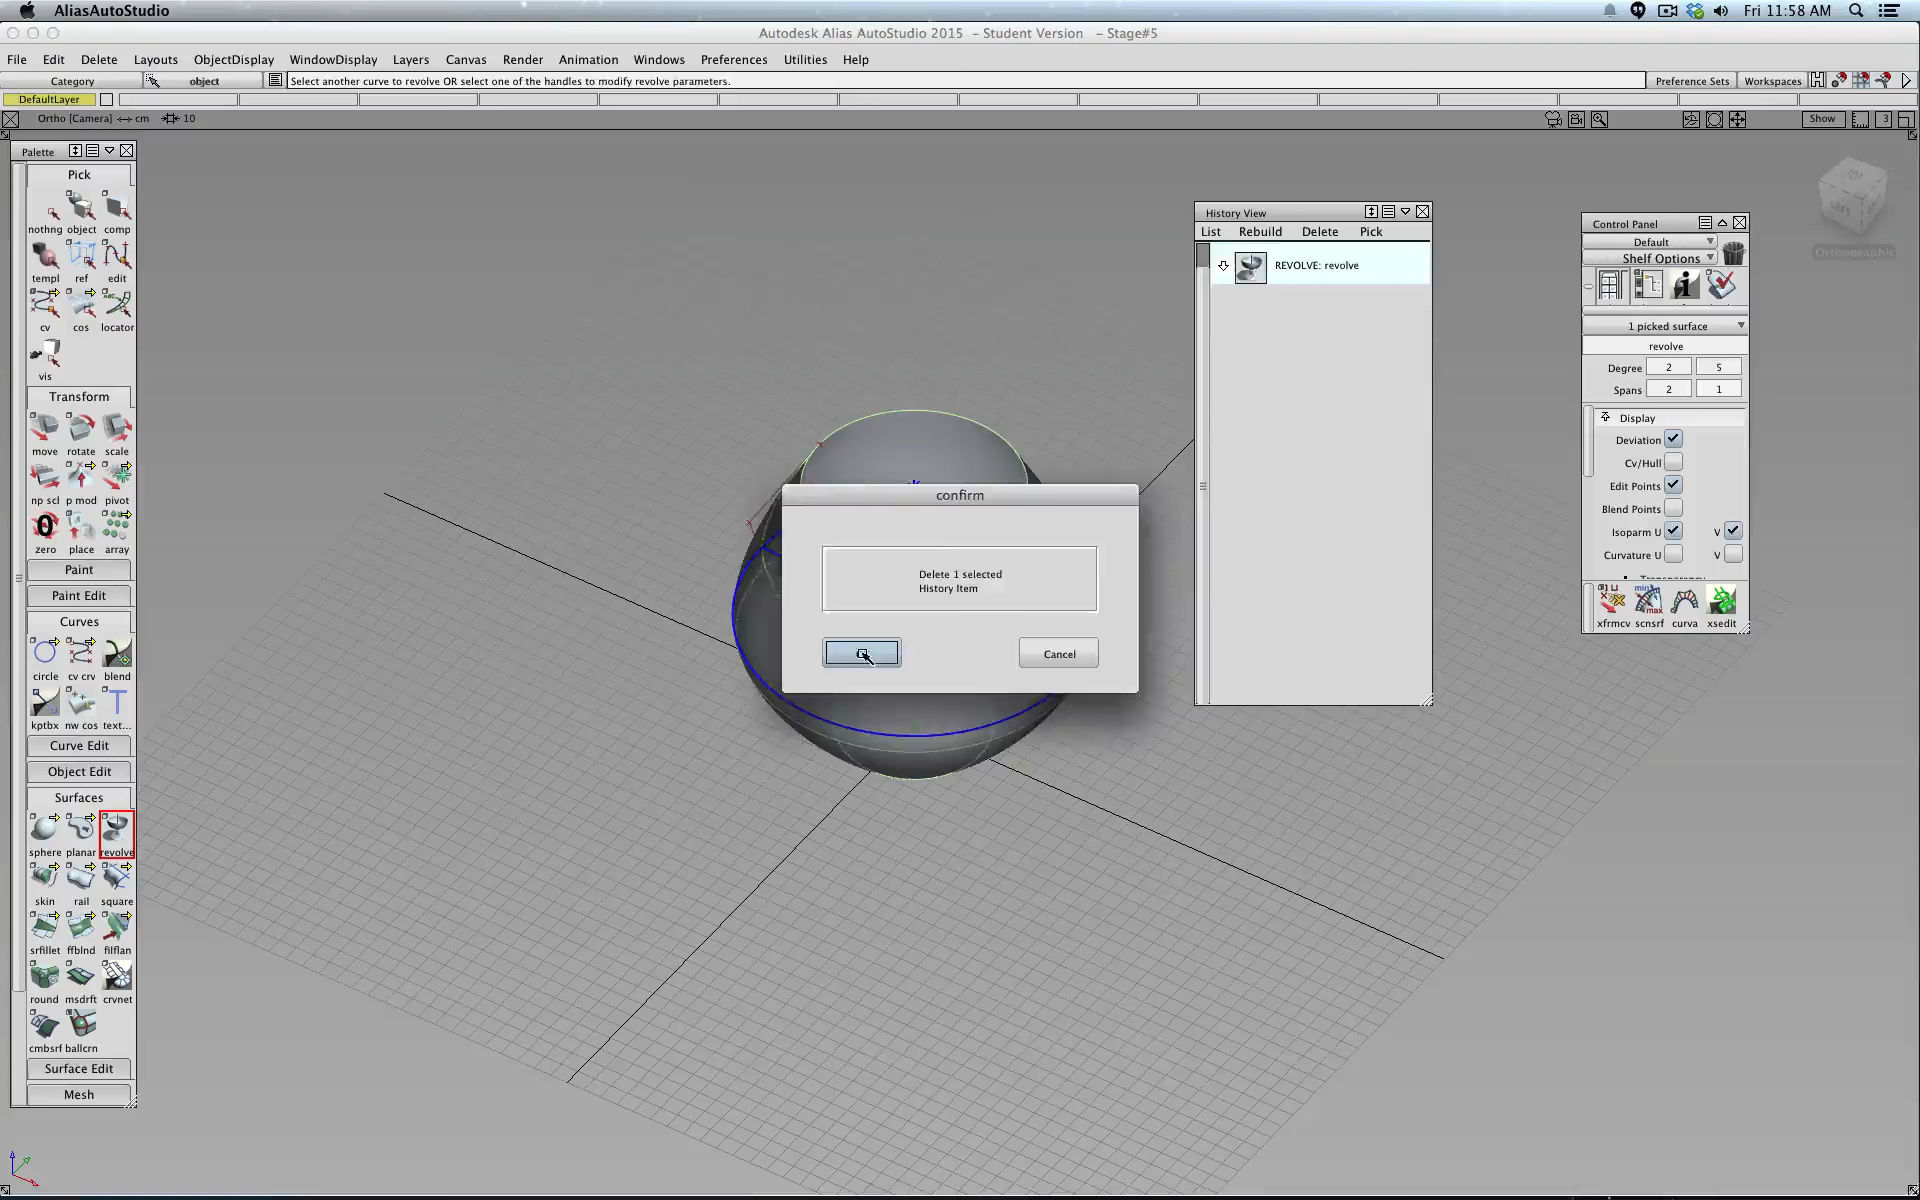 AliasAutoStudio
Fri 11:58 AM
Autodesk Alias AutoStudio 2015 - Student Version - Stage#5
File Edit Delete Layouts ObjectDisplay WindowDisplay Layers Canvas Render Animation Windows Preferences Utilities Help
Category object Select another curve to revolve OR select one of the handles to modify revolve parameters. Preference Sets Workspaces
DefaultLayer
Ortho [Camera] cm 10 Show 3
Palette
Pick
nothng object comp
templ ref edit
cv cos locator
vis
Transform
move rotate scale
np scl p mod pivot
zero place array
Paint
Paint Edit
Curves
circle cv crv blend
kptbx nw cos text...
Curve Edit
Object Edit
Surfaces
sphere planar revolve
skin rail square
srfillet ffblnd filflan
round msdrft crvnet
cmbsrf ballcrn
Surface Edit
Mesh
confirm
Delete 1 selected
History Item
Cancel
History View
List Rebuild Delete Pick
REVOLVE: revolve
Control Panel
Default
Shelf Options
1 picked surface
revolve
Degree 2 5
Spans 2 1
Display
Deviation
Cv/Hull
Edit Points
Blend Points
Isoparm U V
Curvature U V
Transparency
xfrmcv scnsrf curva xsedit
Orthographic
LEFT